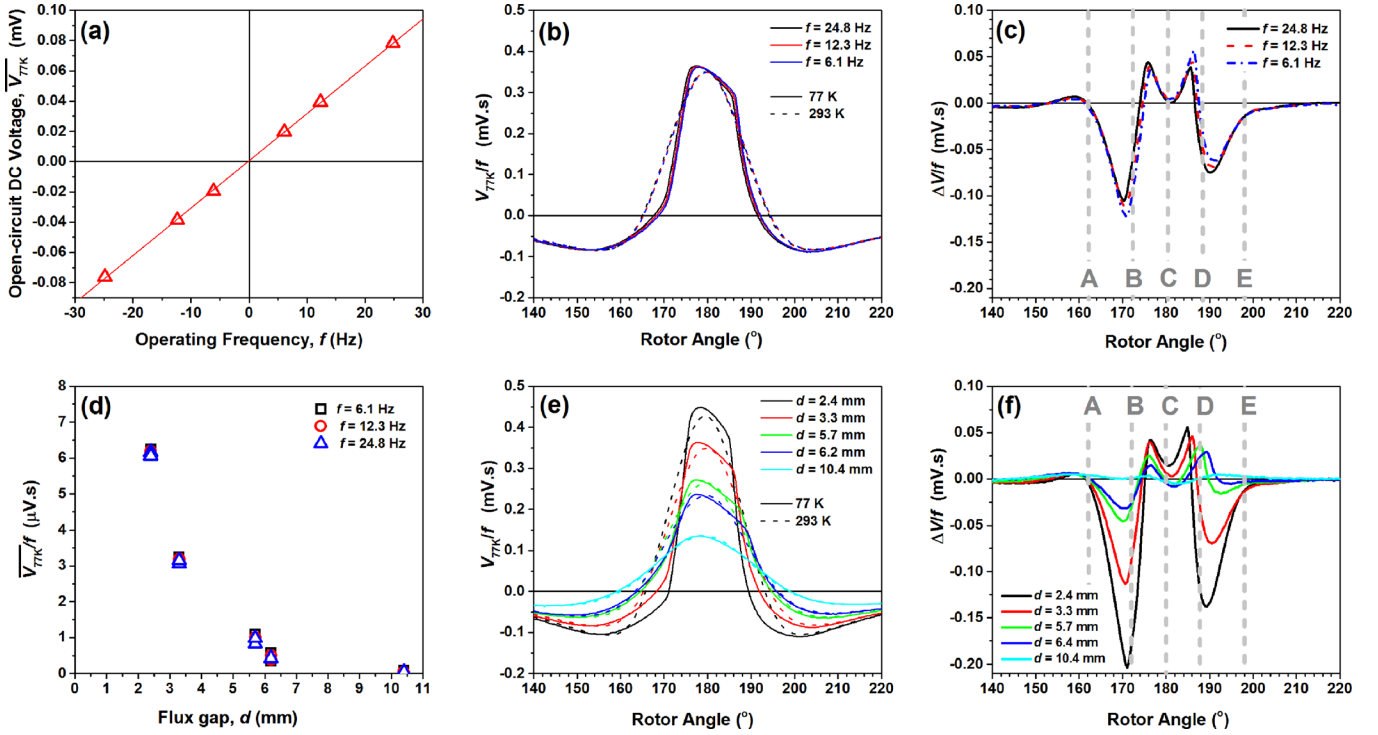 (a)
Open-circuit DC Voltage, V77K (mV)
0.10
0.08
0.06
0.04
0.02
0.00
-0.02
-0.04
-0.06
-0.08
-30 -20 -10 0 10 20 30
Operating Frequency, f (Hz)
(b)
f = 24.8 Hz
f = 12.3 Hz
f = 6.1 Hz
77 K
293 K
V77K/f (mV.s)
0.5
0.4
0.3
0.2
0.1
0.0
-0.1
-0.2
140 150 160 170 180 190 200 210 220
Rotor Angle (o)
(c)
f = 24.8 Hz
f = 12.3 Hz
f = 6.1 Hz
ΔV/f (mV.s)
0.10
0.05
0.00
-0.05
-0.10
-0.15
-0.20
A B C D E
140 150 160 170 180 190 200 210 220
Rotor Angle (o)
(d)
f = 6.1 Hz
f = 12.3 Hz
f = 24.8 Hz
V77K/f (μV.s)
8
7
6
5
4
3
2
1
0
0 1 2 3 4 5 6 7 8 9 10 11
Flux gap, d (mm)
(e)
d = 2.4 mm
d = 3.3 mm
d = 5.7 mm
d = 6.2 mm
d = 10.4 mm
77 K
293 K
V77K/f (mV.s)
0.5
0.4
0.3
0.2
0.1
0.0
-0.1
-0.2
140 150 160 170 180 190 200 210 220
Rotor Angle (o)
(f)
A B C D E
ΔV/f (mV.s)
0.10
0.05
0.00
-0.05
-0.10
-0.15
-0.20
d = 2.4 mm
d = 3.3 mm
d = 5.7 mm
d = 6.4 mm
d = 10.4 mm
140 150 160 170 180 190 200 210 220
Rotor Angle (o)